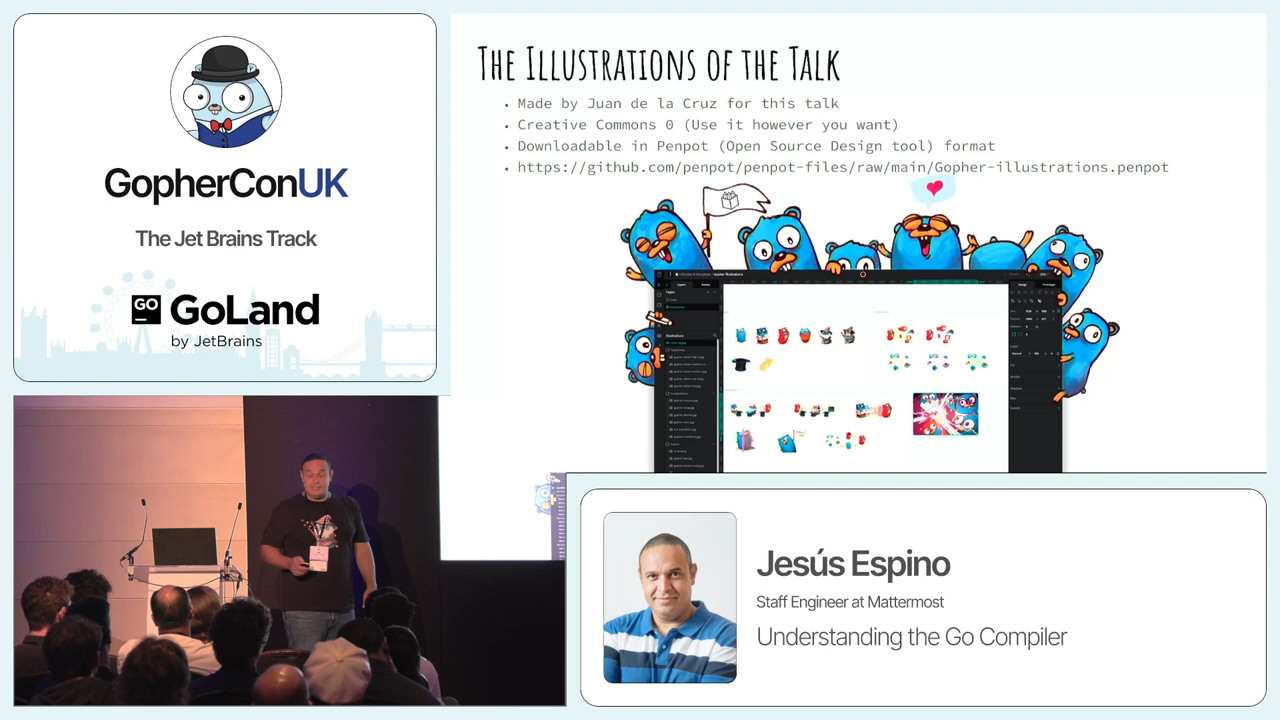 GopherConUK
The Jet Brains Track
GO
GoLand
by JetBrains
The Illustrations of the Talk
• Made by Juan de la Cruz for this talk
• Creative Commons 0 (Use it however you want)
• Downloadable in Penpot (Open Source Design tool) format
• https://github.com/penpot/penpot-files/raw/main/Gopher-illustrations.penpot
Jesús Espino
Staff Engineer at Mattermost
Understanding the Go Compiler